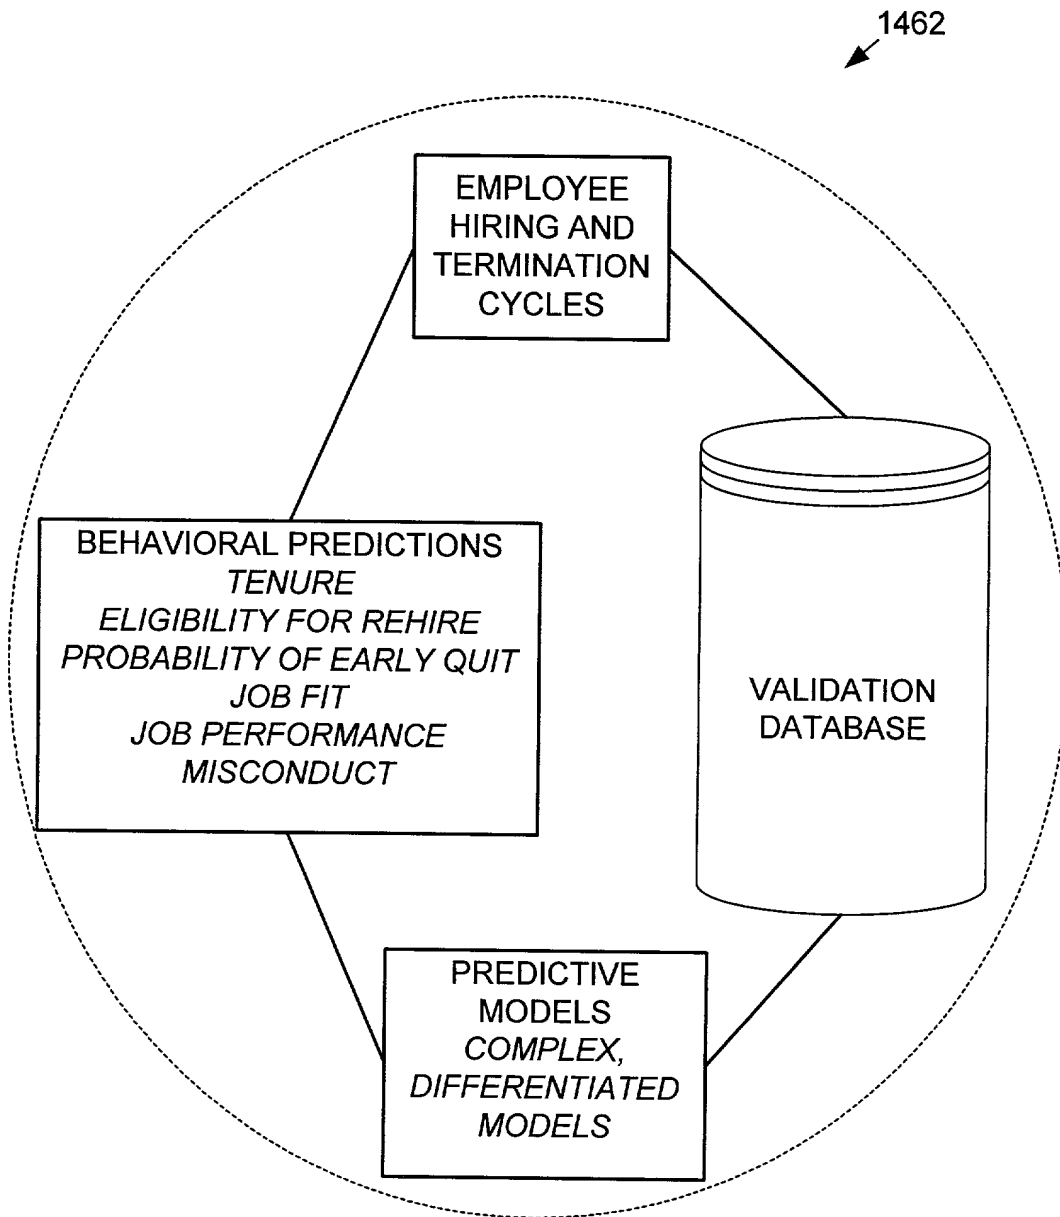 1462
EMPLOYEE
HIRING AND
TERMINATION
CYCLES
BEHAVIORAL PREDICTIONS
TENURE
ELIGIBILITY FOR REHIRE
PROBABILITY OF EARLY QUIT
JOB FIT
JOB PERFORMANCE
MISCONDUCT
VALIDATION
DATABASE
PREDICTIVE
MODELS
COMPLEX,
DIFFERENTIATED
MODELS